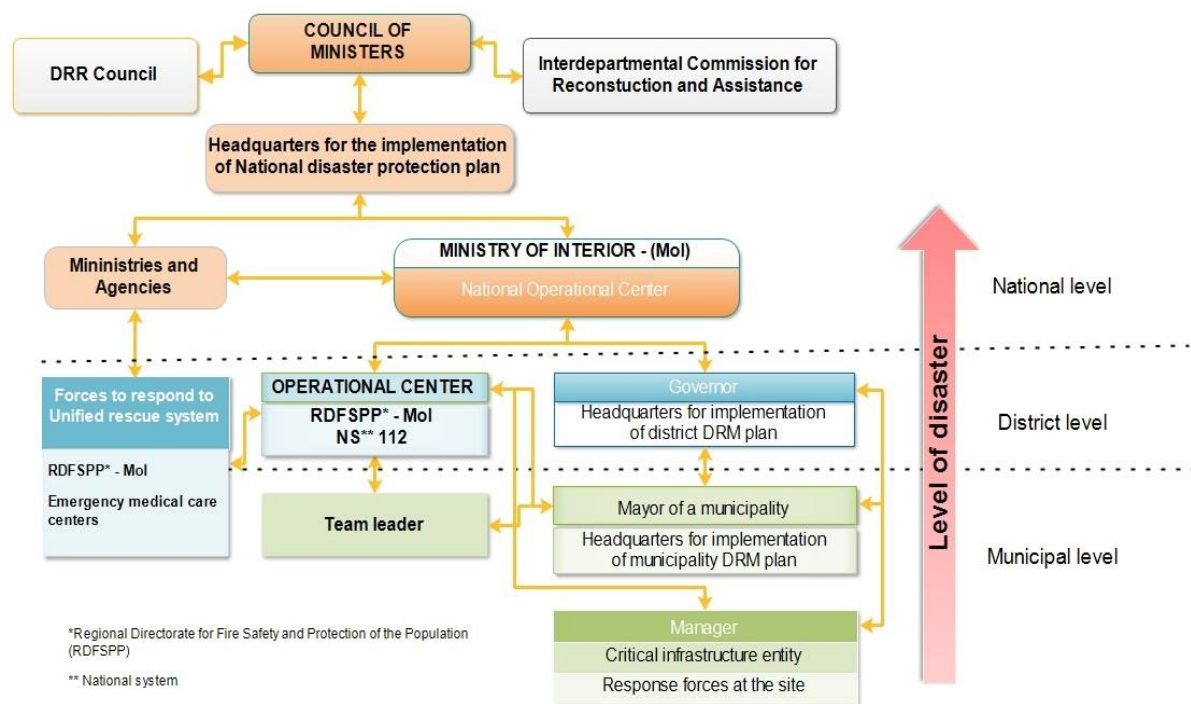 COUNCIL OF
MINISTERS
DRR Council
Interdepartmental Commission for
Reconstuction and Assistance
Headquarters for the implementation
of National disaster protection plan
Mininistries and
Agencies
MINISTRY OF INTERIOR - (MoI)
National Operational Center
National level
Forces to respond to
Unified rescue system
RDFSPP* - MoI
Emergency medical care
centers
OPERATIONAL CENTER
RDFSPP* - MoI
NS** 112
Governor
Headquarters for implementation
of district DRM plan
District level
Team leader
Mayor of a municipality
Headquarters for implementation
of municipality DRM plan
Municipal level
Manager
Critical infrastructure entity
Response forces at the site
Level of disaster
*Regional Directorate for Fire Safety and Protection of the Population
(RDFSPP)
** National system